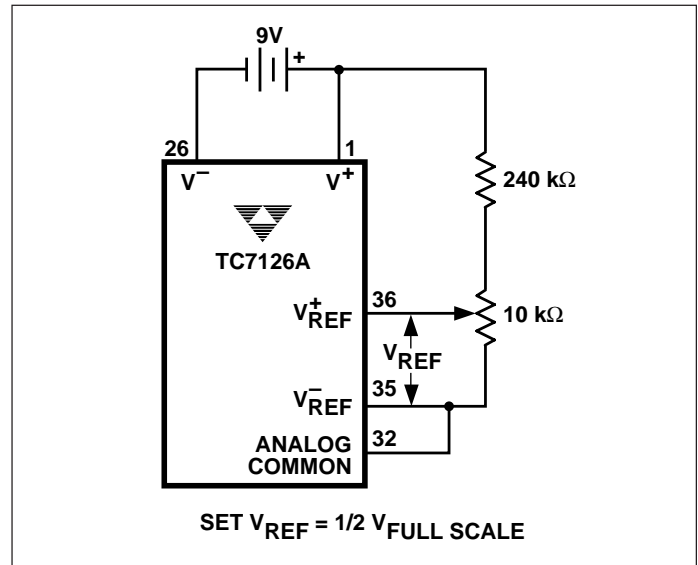 9V
+
26
1
V–
V+
240 kΩ
TC7126A
36
V+REF
10 kΩ
VREF
35
V–REF
32
ANALOG
COMMON
SET VREF = 1/2 VFULL SCALE